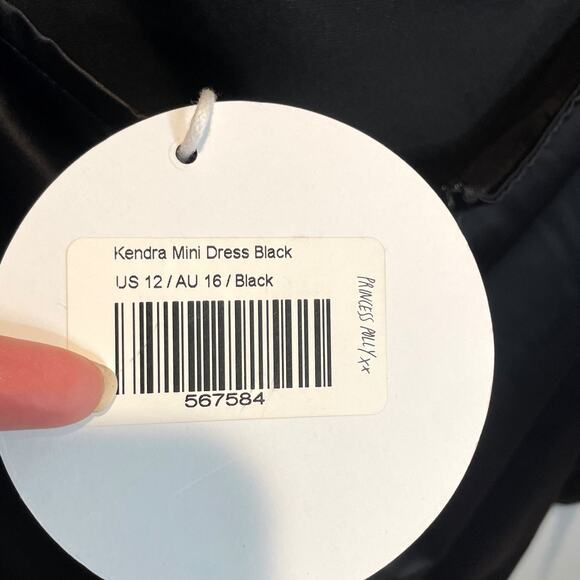 Kendra Mini Dress Black
US 12 / AU 16 / Black
567584
PRINCESS POLLY xx